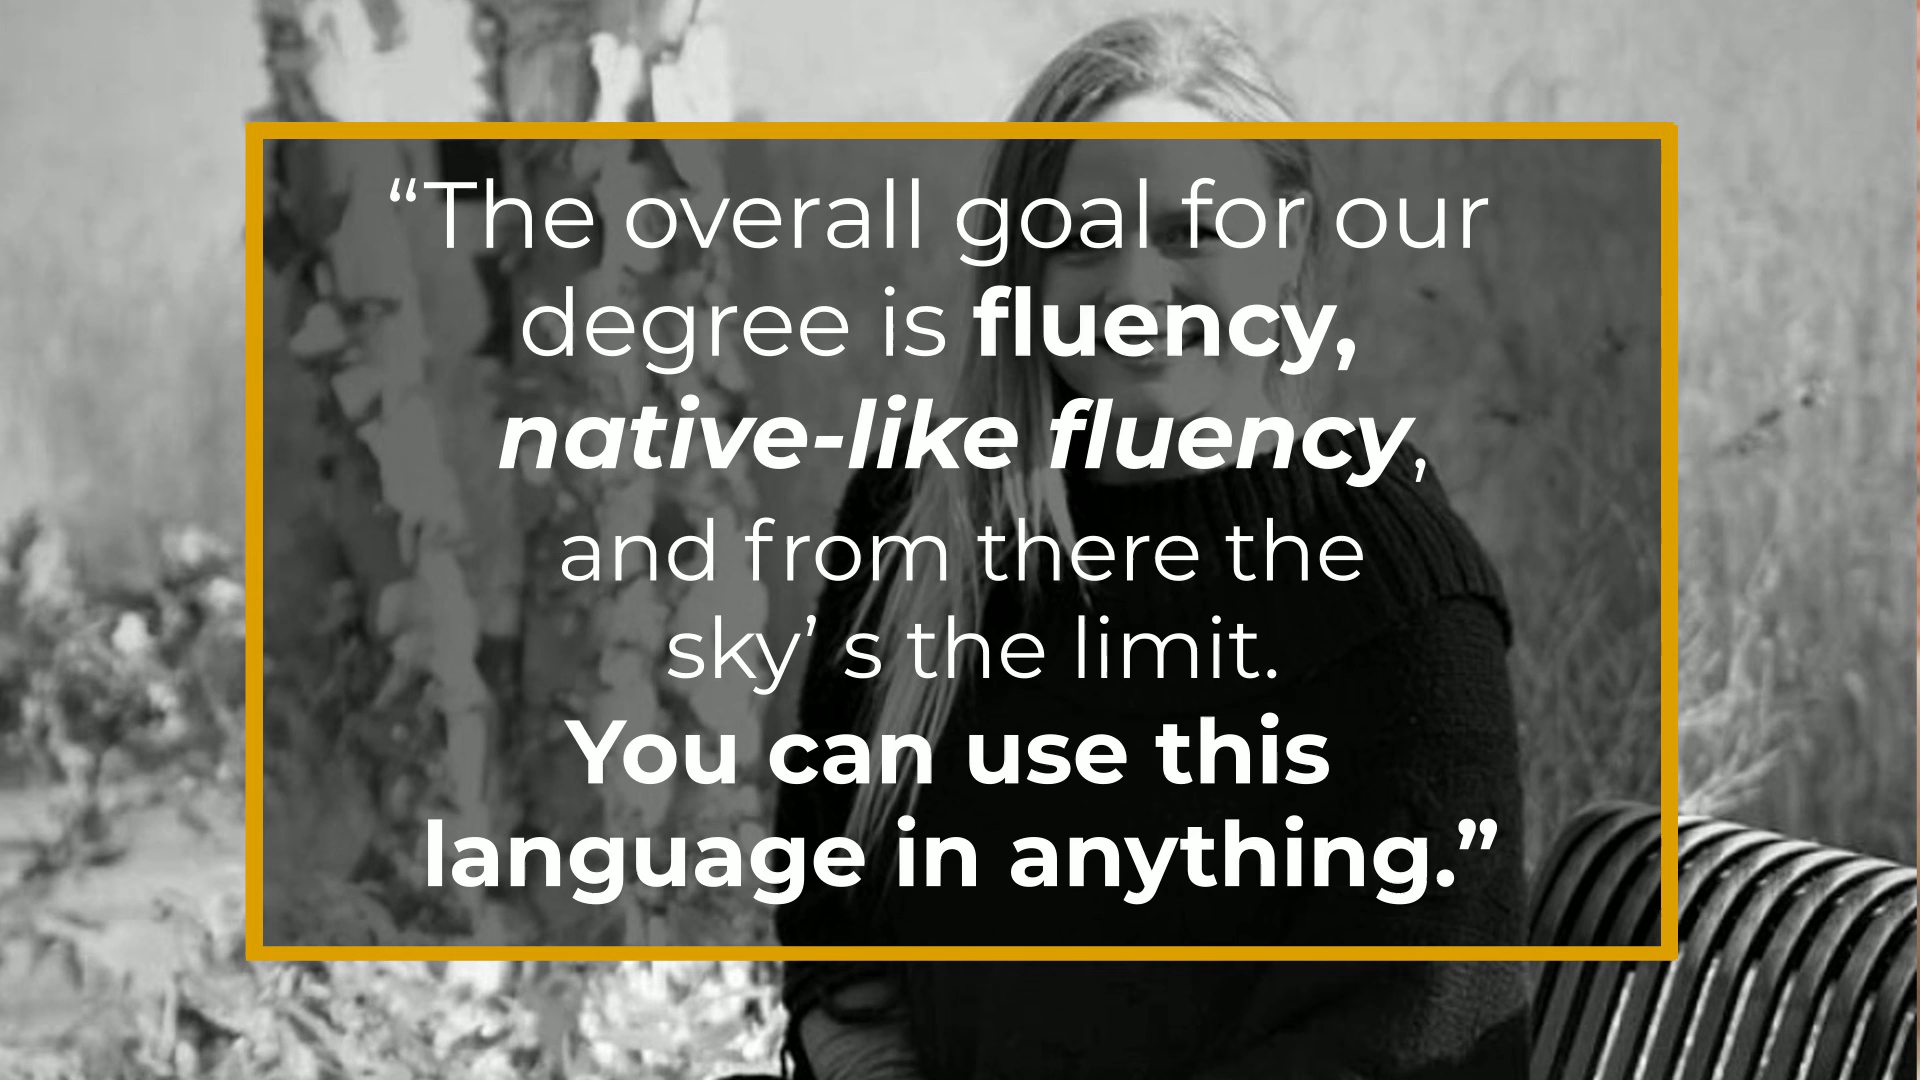 “The overall goal for our
degree is fluency,
native-like fluency,
and from there the
sky’ s the limit.
You can use this
language in anything.”